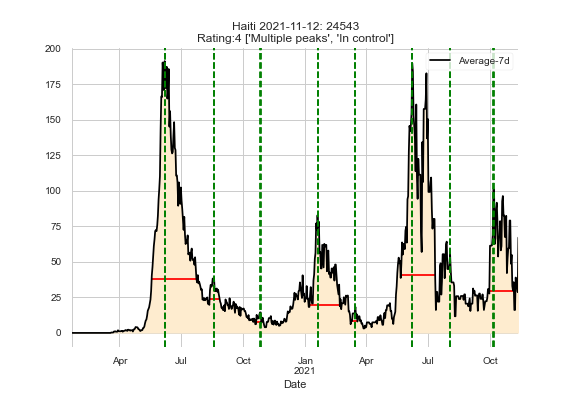 Haiti 2021-11-12: 24543
Rating:4 ['Multiple peaks', 'In control']
Average-7d
200
175
150
125
100
75
50
25
0
Apr Jul Oct Jan Apr Jul Oct
2021
Date